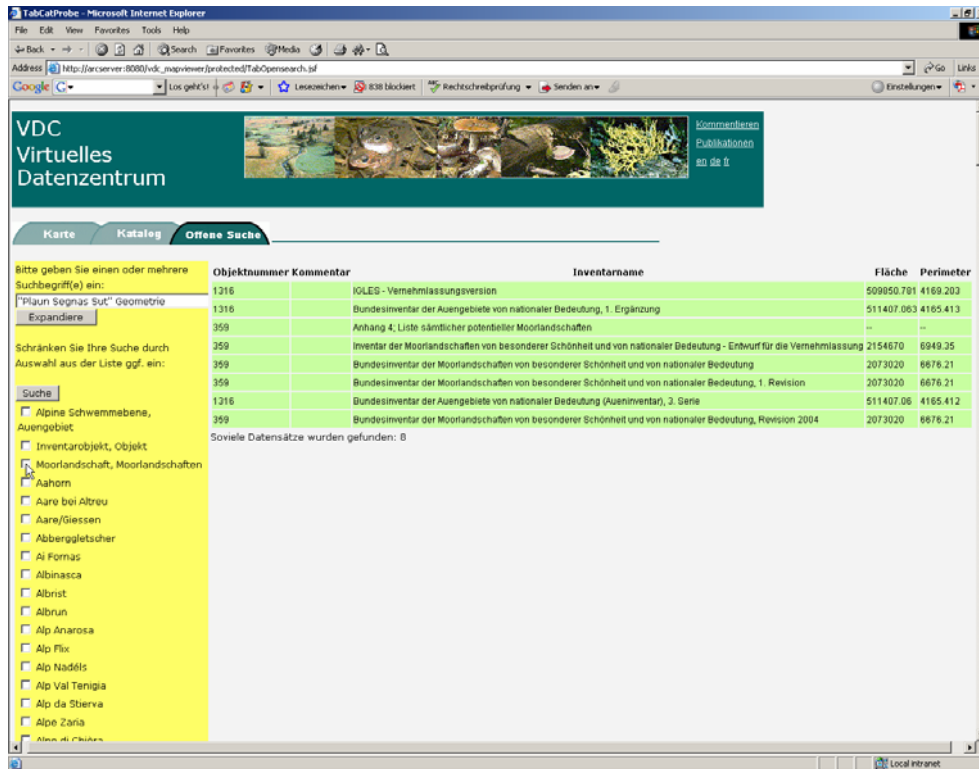 TabCatProbe - Microsoft Internet Explorer
File Edit View Favorites Tools Help
Back Search Favorites Media
Address http://arcserver:8080/vdc_mapviewer/protected/TabOpensearch.jsf Go Links
Google Los geht's! Lesezeichen 838 blockiert Rechtschreibprüfung Senden an Einstellungen
VDC
Virtuelles
Datenzentrum
Kommentieren
Publikationen
en de fr
Karte Katalog Offene Suche
Bitte geben Sie einen oder mehrere
Suchbegriff(e) ein:
"Plaun Segnas Sut" Geometrie
Expandiere
Schränken Sie Ihre Suche durch
Auswahl aus der Liste ggf. ein:
Suche
Alpine Schwemmebene,
Auengebiet
Inventarobjekt, Objekt
Moorlandschaft, Moorlandschaften
Aahorn
Aare bei Altreu
Aare/Giessen
Abberggletscher
Ai Fornas
Albinasca
Albrist
Albrun
Alp Anarosa
Alp Flix
Alp Nadéls
Alp Val Tenigia
Alp da Stierva
Alpe Zaria
Alpe di Chièra
Objektnummer Kommentar Inventarname Fläche Perimeter
1316 IGLES - Vernehmlassungsversion 509850.781 4169.203
1316 Bundesinventar der Auengebiete von nationaler Bedeutung, 1. Ergänzung 511407.063 4165.413
359 Anhang 4; Liste sämtlicher potentieller Moorlandschaften -- --
359 Inventar der Moorlandschaften von besonderer Schönheit und von nationaler Bedeutung - Entwurf für die Vernehmlassung 2154670 6949.35
359 Bundesinventar der Moorlandschaften von besonderer Schönheit und von nationaler Bedeutung 2073020 6676.21
359 Bundesinventar der Moorlandschaften von besonderer Schönheit und von nationaler Bedeutung, 1. Revision 2073020 6676.21
1316 Bundesinventar der Auengebiete von nationaler Bedeutung (Aueninventar), 3. Serie 511407.06 4165.412
359 Bundesinventar der Moorlandschaften von besonderer Schönheit und von nationaler Bedeutung, Revision 2004 2073020 6676.21
Soviele Datensätze wurden gefunden: 8
Local intranet